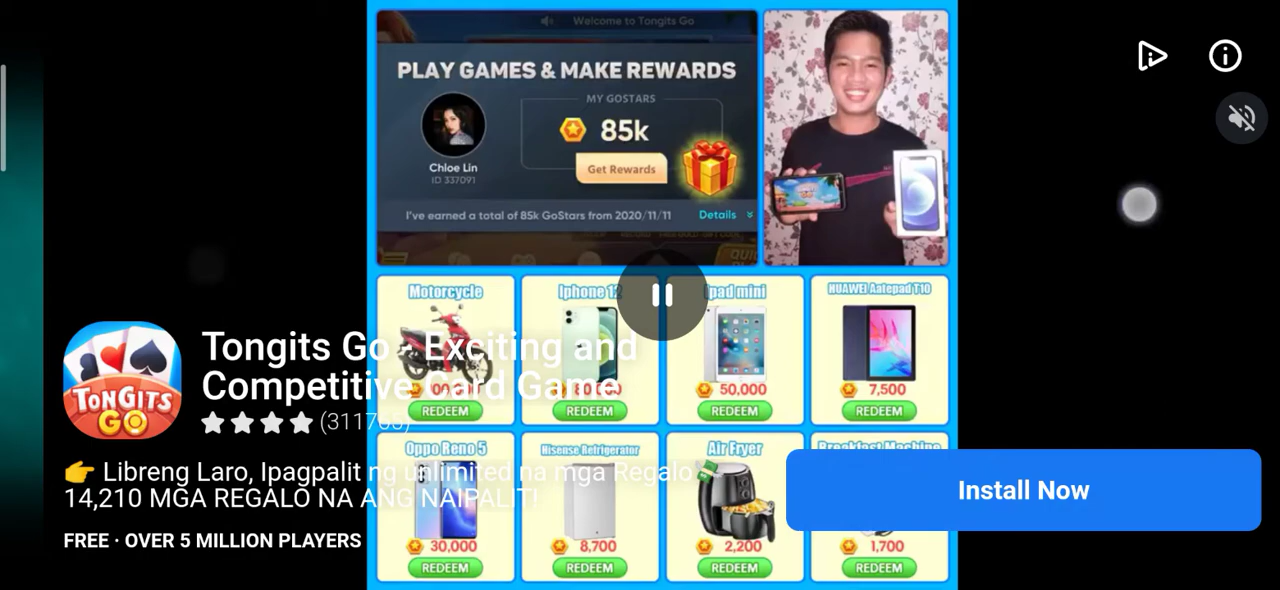 Welcome to Tongits Go
PLAY GAMES & MAKE REWARDS
MY GOSTARS
85k
Chloe Lin
ID 337091
Get Rewards
I've earned a total of 85k GoStars from 2020/11/11
Details
Motorcycle
Iphone 12
Ipad mini
HUAWEI Aatepad T10
50,000
7,500
REDEEM
REDEEM
REDEEM
REDEEM
TONGITS
GO
Tongits Go - Exciting and
Competitive Card Game
(311765)
Oppo Reno 5
Hisense Refrigerator
Air Fryer
Breakfast Machine
👉 Libreng Laro, Ipagpalit ng unlimited na mga Regalo
14,210 MGA REGALO NA ANG NAIPALIT!
Install Now
FREE · OVER 5 MILLION PLAYERS
30,000
8,700
2,200
1,700
REDEEM
REDEEM
REDEEM
REDEEM